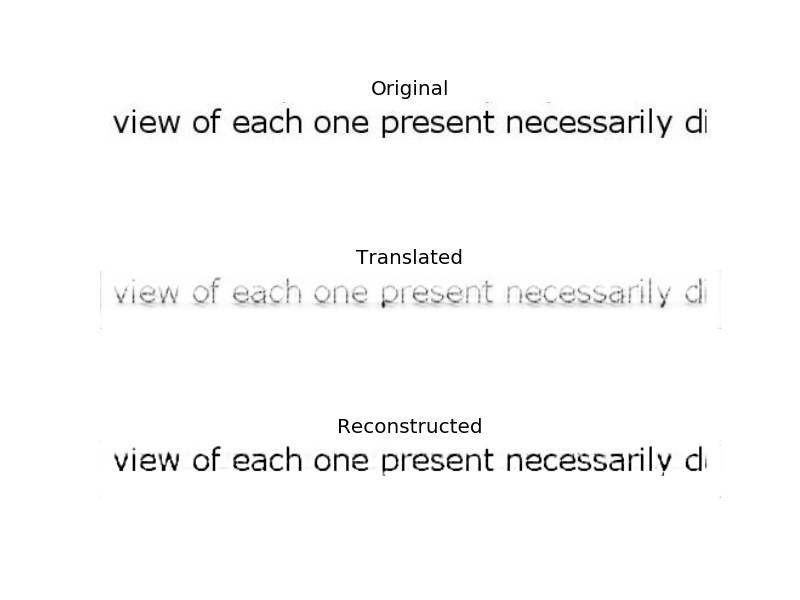 Original
view of each one present necessarily di
Translated
view of each one present necessarily di
Reconstructed
view of each one present necessarily d